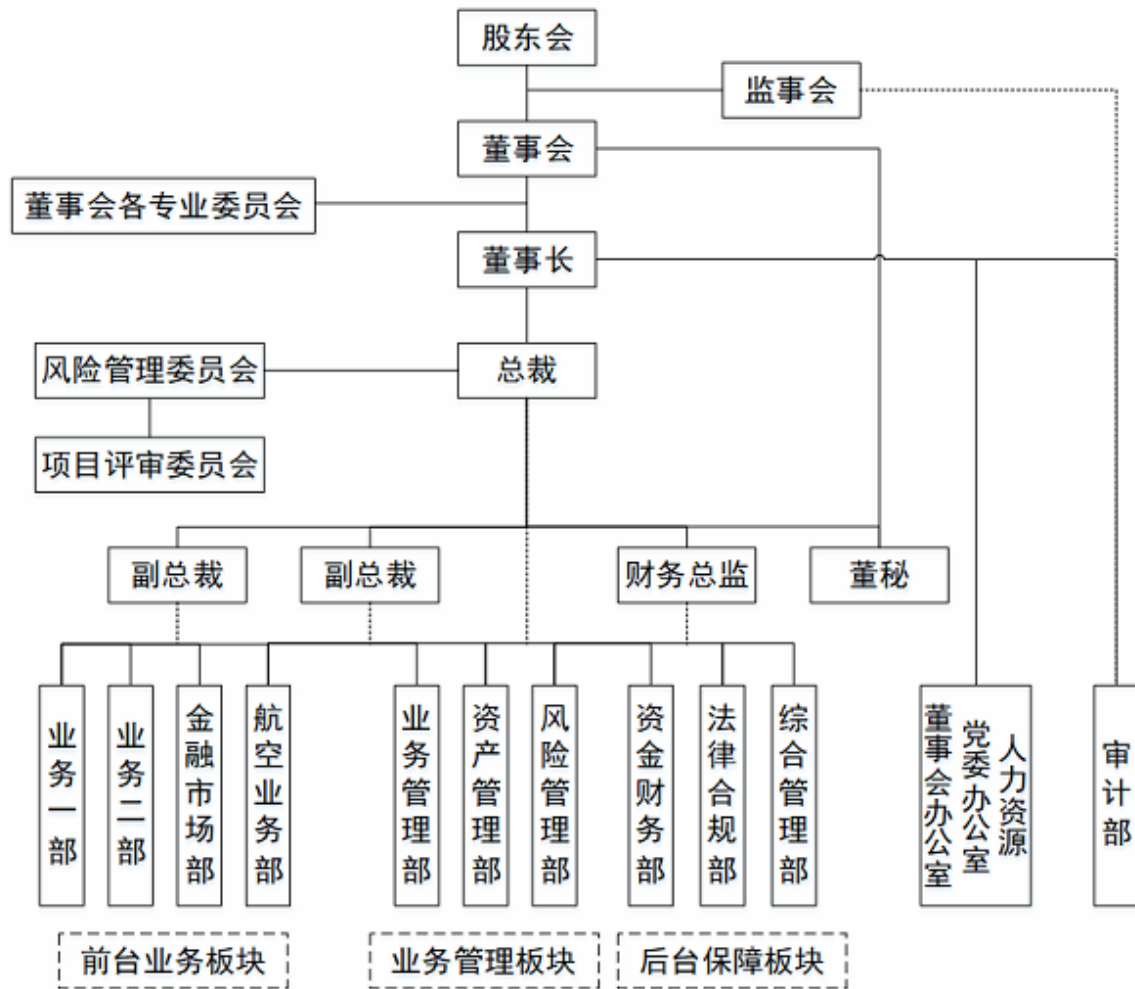 股东会
监事会
董事会
董事会各专业委员会
董事长
风险管理委员会
总裁
项目评审委员会
副总裁
副总裁
财务总监
董秘
业务一部
业务二部
金融市场部
航空业务部
业务管理部
资产管理部
风险管理部
资金财务部
法律合规部
综合管理部
董事会办公室
党委办公室
人力资源
审计部
前台业务板块
业务管理板块
后台保障板块